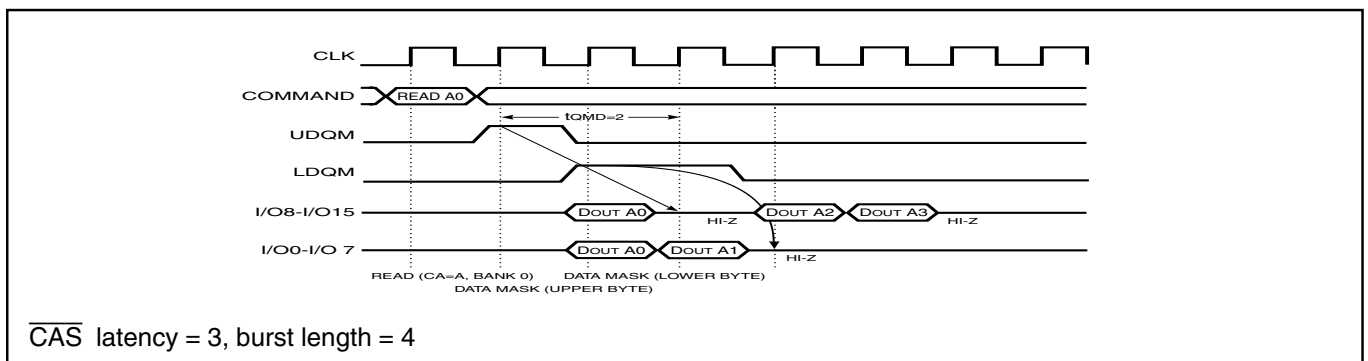 CLK
COMMAND READ A0
tQMD=2
UDQM
LDQM
I/O8-I/O15 DOUT A0 HI-Z DOUT A2 DOUT A3 HI-Z
I/O0-I/O 7 DOUT A0 DOUT A1 HI-Z
READ (CA=A, BANK 0) DATA MASK (LOWER BYTE)
DATA MASK (UPPER BYTE)
CAS latency = 3, burst length = 4